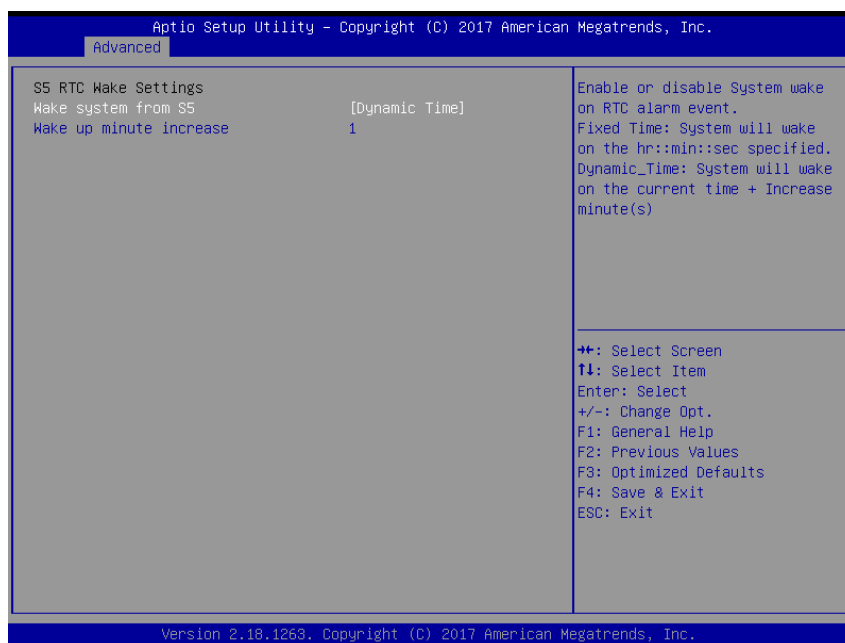 Aptio Setup Utility – Copyright (C) 2017 American Megatrends, Inc.
Advanced
S5 RTC Wake Settings
Wake system from S5 [Dynamic Time]
Wake up minute increase 1
Enable or disable System wake
on RTC alarm event.
Fixed Time: System will wake
on the hr::min::sec specified.
Dynamic_Time: System will wake
on the current time + Increase
minute(s)
→←: Select Screen
↑↓: Select Item
Enter: Select
+/-: Change Opt.
F1: General Help
F2: Previous Values
F3: Optimized Defaults
F4: Save & Exit
ESC: Exit
Version 2.18.1263. Copyright (C) 2017 American Megatrends, Inc.